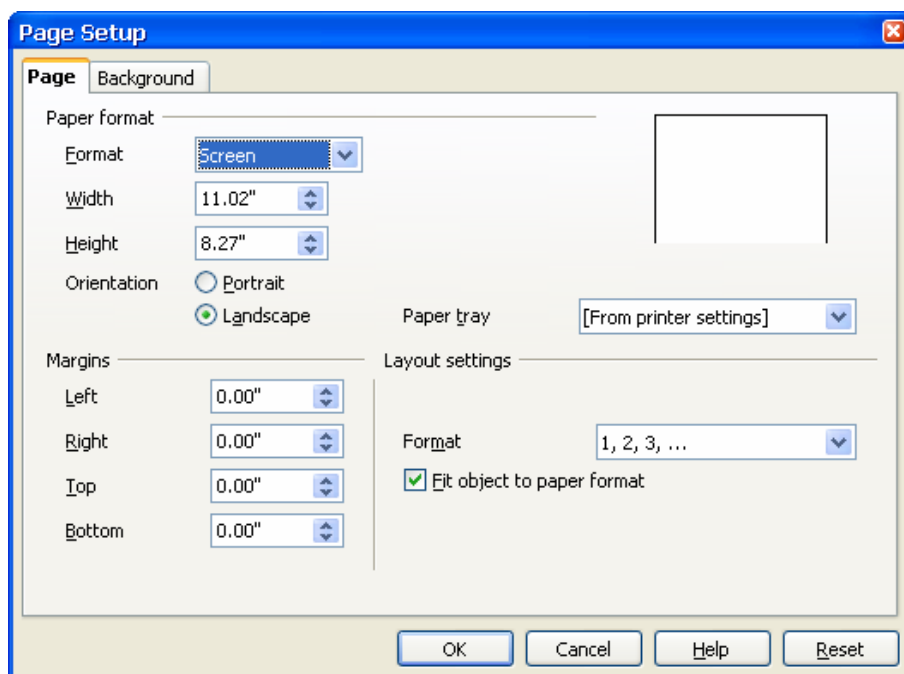 Page Setup
Page Background
Paper format
Format Screen
Width 11.02"
Height 8.27"
Orientation Portrait
Landscape Paper tray [From printer settings]
Margins Layout settings
Left 0.00"
Right 0.00" Format 1, 2, 3, ...
Top 0.00" Fit object to paper format
Bottom 0.00"
OK Cancel Help Reset